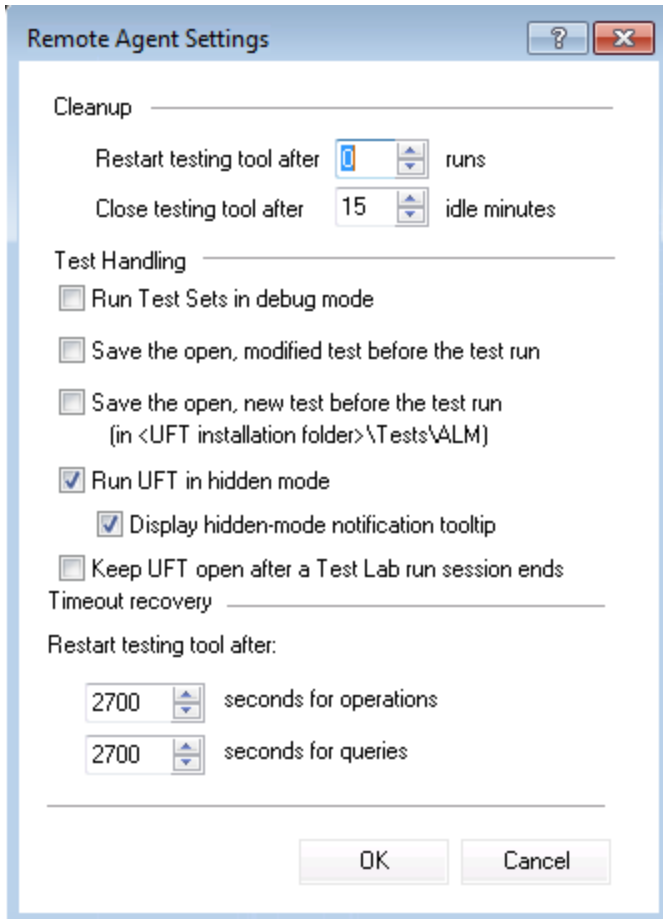 Remote Agent Settings
Cleanup
Restart testing tool after 0 runs
Close testing tool after 15 idle minutes
Test Handling
Run Test Sets in debug mode
Save the open, modified test before the test run
Save the open, new test before the test run
(in <UFT installation folder>\Tests\ALM)
Run UFT in hidden mode
Display hidden-mode notification tooltip
Keep UFT open after a Test Lab run session ends
Timeout recovery
Restart testing tool after:
2700 seconds for operations
2700 seconds for queries
OK Cancel